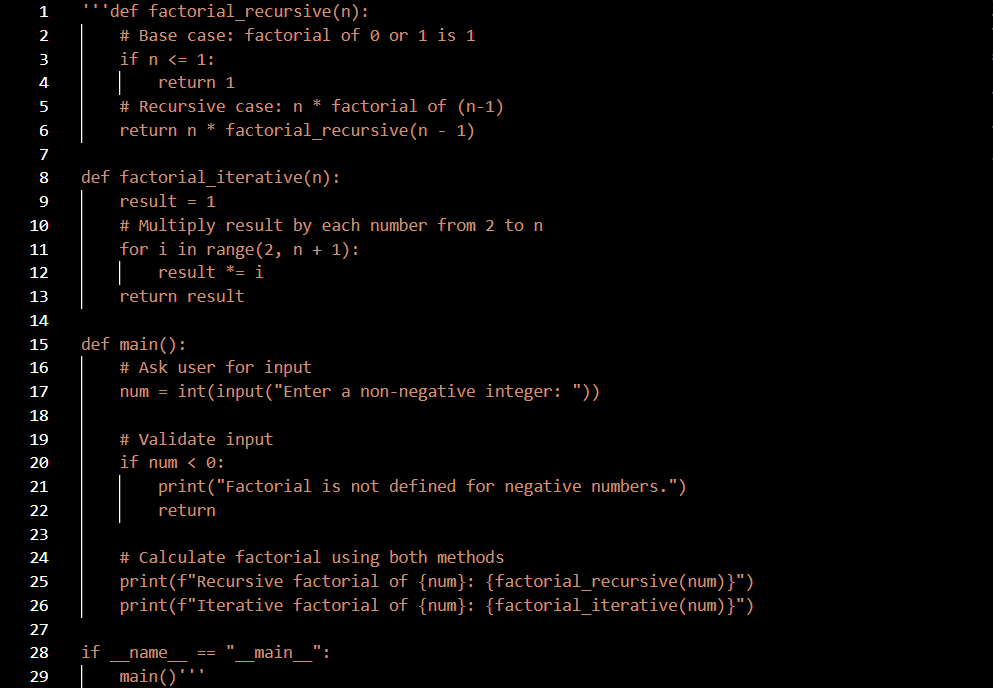 1 '''def factorial_recursive(n):
2     # Base case: factorial of 0 or 1 is 1
3     if n <= 1:
4         return 1
5     # Recursive case: n * factorial of (n-1)
6     return n * factorial_recursive(n - 1)
7
8 def factorial_iterative(n):
9     result = 1
10     # Multiply result by each number from 2 to n
11     for i in range(2, n + 1):
12         result *= i
13     return result
14
15 def main():
16     # Ask user for input
17     num = int(input("Enter a non-negative integer: "))
18
19     # Validate input
20     if num < 0:
21         print("Factorial is not defined for negative numbers.")
22         return
23
24     # Calculate factorial using both methods
25     print(f"Recursive factorial of {num}: {factorial_recursive(num)}")
26     print(f"Iterative factorial of {num}: {factorial_iterative(num)}")
27
28 if __name__ == "__main__":
29     main()'''